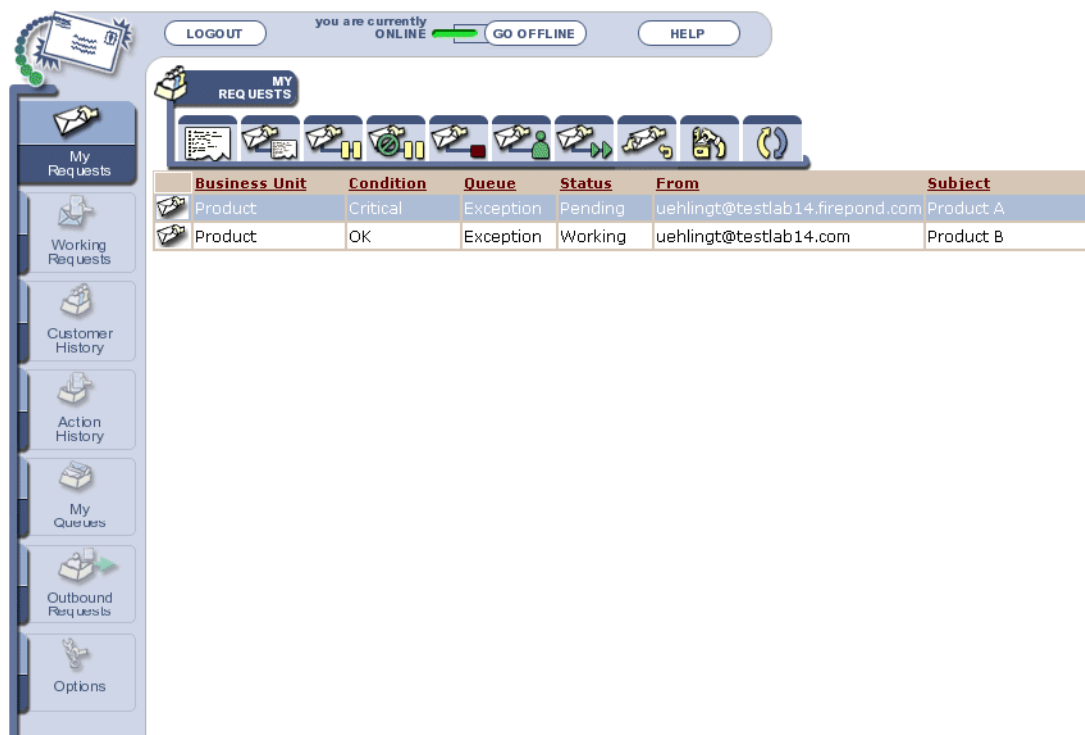 LOGOUT
you are currently
ONLINE
GO OFFLINE
HELP
MY
REQUESTS
My
Requests
Working
Requests
Customer
History
Action
History
My
Queues
Outbound
Requests
Options
Business Unit Condition Queue Status From Subject
Product Critical Exception Pending uehlingt@testlab14.firepond.com Product A
Product OK Exception Working uehlingt@testlab14.com Product B